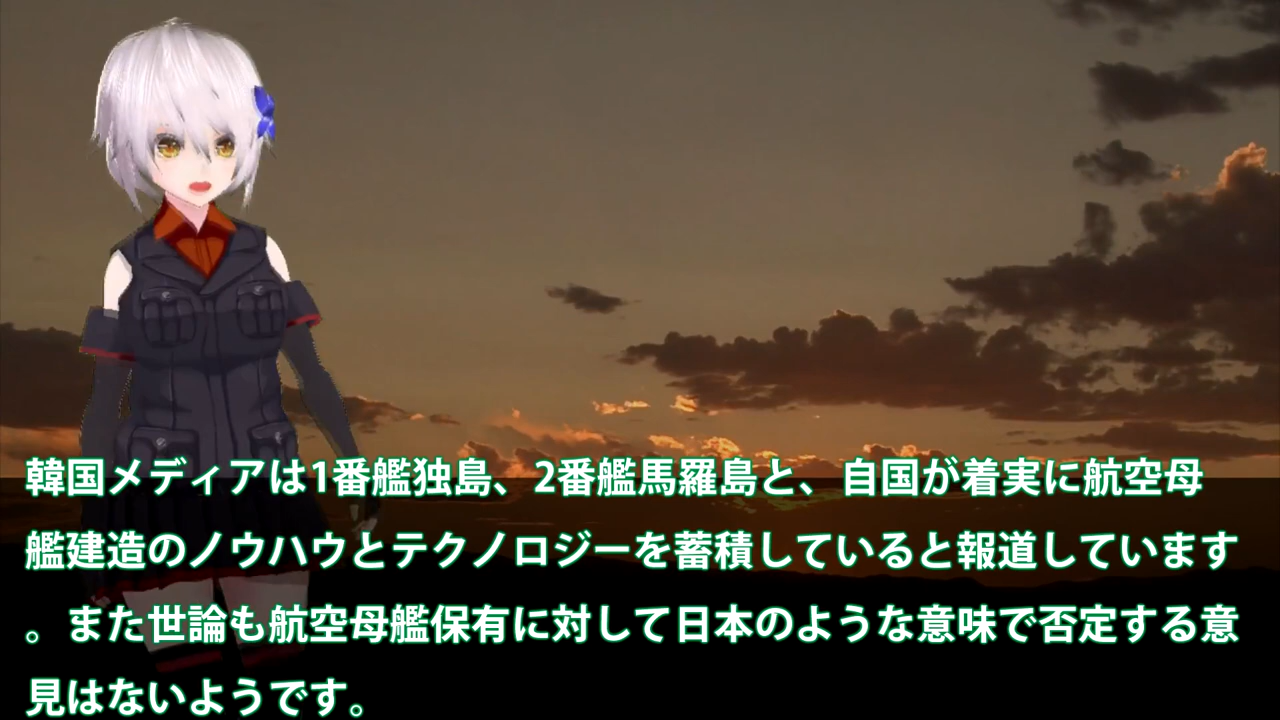 韓国メディアは1番艦独島、2番艦馬羅島と、自国が着実に航空母
艦建造のノウハウとテクノロジーを蓄積していると報道しています
。また世論も航空母艦保有に対して日本のような意味で否定する意
見はないようです。